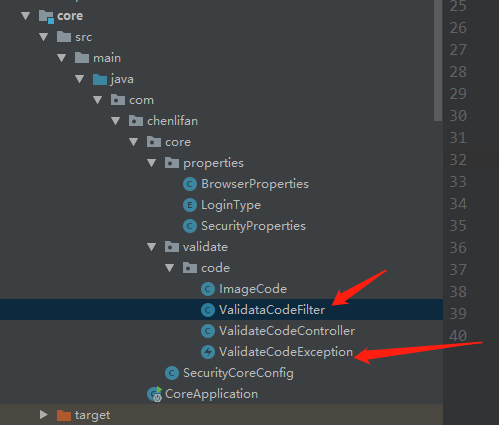 core
src
main
java
com
chenlifan
core
properties
BrowserProperties
LoginType
SecurityProperties
validate
code
ImageCode
ValidataCodeFilter
ValidateCodeController
ValidateCodeException
SecurityCoreConfig
CoreApplication
target
25
26
27
28
29
30
31
32
33
34
35
36
37
38
39
40